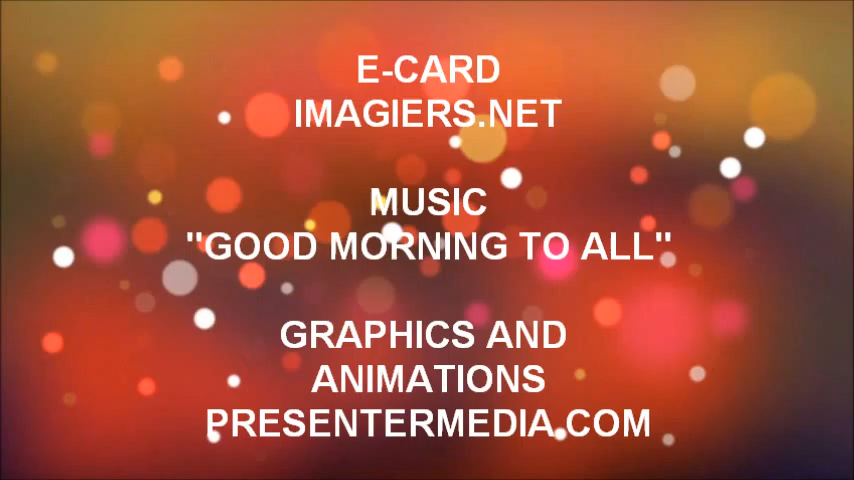 E-CARD
IMAGIERS.NET
MUSIC
"GOOD MORNING TO ALL"
GRAPHICS AND
ANIMATIONS
PRESENTERMEDIA.COM